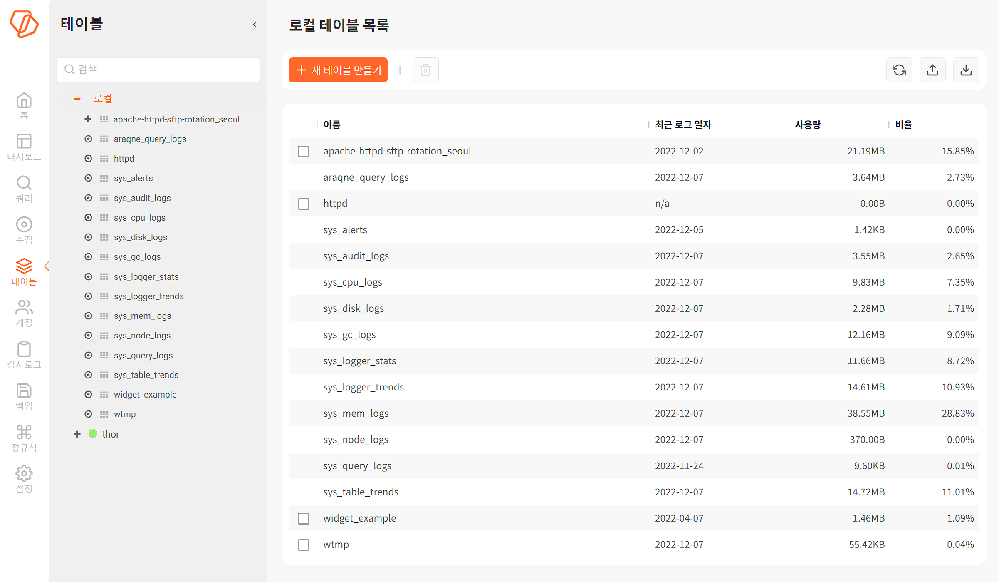 홈
대시보드
쿼리
수집
테이블
계정
감사로그
백업
정규식
설정
테이블
검색
로컬
apache-httpd-sftp-rotation_seoul
araqne_query_logs
httpd
sys_alerts
sys_audit_logs
sys_cpu_logs
sys_disk_logs
sys_gc_logs
sys_logger_stats
sys_logger_trends
sys_mem_logs
sys_node_logs
sys_query_logs
sys_table_trends
widget_example
wtmp
thor
로컬 테이블 목록
새 테이블 만들기
이름 최근 로그 일자 사용량 비율
apache-httpd-sftp-rotation_seoul 2022-12-02 21.19MB 15.85%
araqne_query_logs 2022-12-07 3.64MB 2.73%
httpd n/a 0.00B 0.00%
sys_alerts 2022-12-05 1.42KB 0.00%
sys_audit_logs 2022-12-07 3.55MB 2.65%
sys_cpu_logs 2022-12-07 9.83MB 7.35%
sys_disk_logs 2022-12-07 2.28MB 1.71%
sys_gc_logs 2022-12-07 12.16MB 9.09%
sys_logger_stats 2022-12-07 11.66MB 8.72%
sys_logger_trends 2022-12-07 14.61MB 10.93%
sys_mem_logs 2022-12-07 38.55MB 28.83%
sys_node_logs 2022-12-07 370.00B 0.00%
sys_query_logs 2022-11-24 9.60KB 0.01%
sys_table_trends 2022-12-07 14.72MB 11.01%
widget_example 2022-04-07 1.46MB 1.09%
wtmp 2022-12-07 55.42KB 0.04%